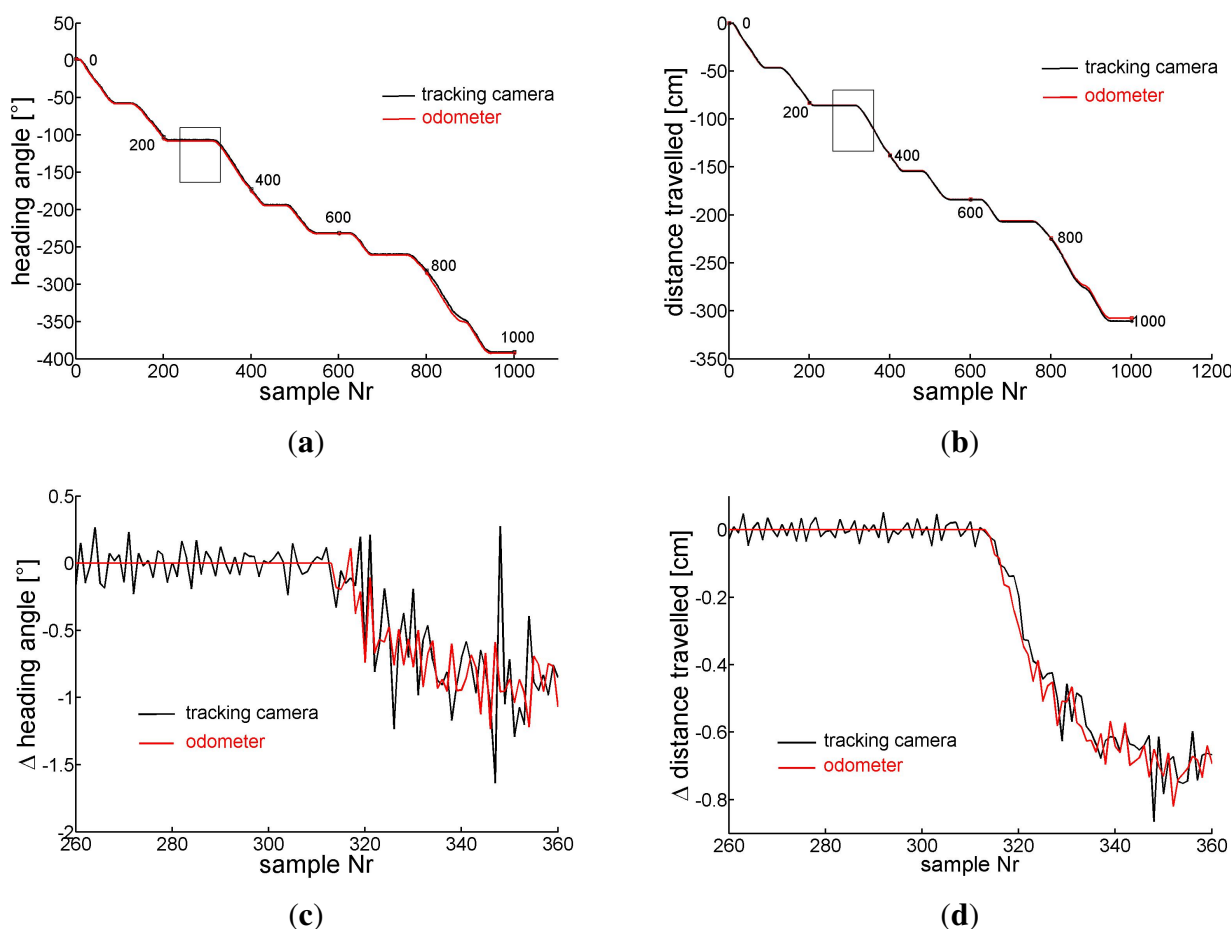 50
0
-50
-100
-150
-200
-250
-300
-350
-400
heading angle [°]
0
200
400
600
800
1000
tracking camera
odometer
0 200 400 600 800 1000
sample Nr
(a)
0
-50
-100
-150
-200
-250
-300
-350
distance travelled [cm]
0
200
400
600
800
1000
tracking camera
odometer
0 200 400 600 800 1000 1200
sample Nr
(b)
0.5
0
-0.5
-1
-1.5
-2
Δ heading angle [°]
tracking camera
odometer
260 280 300 320 340 360
sample Nr
(c)
0
-0.2
-0.4
-0.6
-0.8
Δ distance travelled [cm]
tracking camera
odometer
260 280 300 320 340 360
sample Nr
(d)